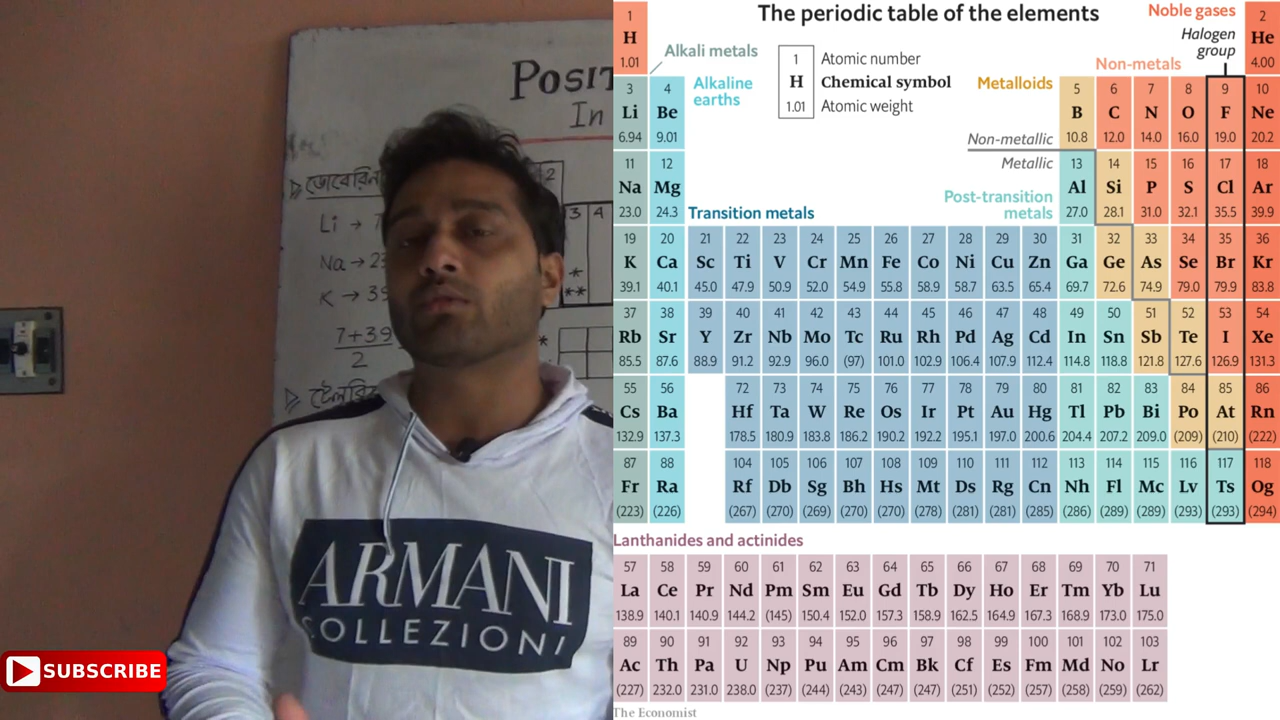 POSIT
In
ডোবেরিন
Li →
Na → 23
K → 39
7+39
2
2
3 4
*
**
*
ARMANI
COLLEZIONI
SUBSCRIBE
The periodic table of the elements
Noble gases
Halogen
group
Alkali metals
Alkaline
earths
1 Atomic number
H Chemical symbol
1.01 Atomic weight
Metalloids
Non-metals
Non-metallic
Metallic
Post-transition
metals
Transition metals
1 2
H He
1.01 4.00
3 4 5 6 7 8 9 10
Li Be B C N O F Ne
6.94 9.01 10.8 12.0 14.0 16.0 19.0 20.2
11 12 13 14 15 16 17 18
Na Mg Al Si P S Cl Ar
23.0 24.3 27.0 28.1 31.0 32.1 35.5 39.9
19 20 21 22 23 24 25 26 27 28 29 30 31 32 33 34 35 36
K Ca Sc Ti V Cr Mn Fe Co Ni Cu Zn Ga Ge As Se Br Kr
39.1 40.1 45.0 47.9 50.9 52.0 54.9 55.8 58.9 58.7 63.5 65.4 69.7 72.6 74.9 79.0 79.9 83.8
37 38 39 40 41 42 43 44 45 46 47 48 49 50 51 52 53 54
Rb Sr Y Zr Nb Mo Tc Ru Rh Pd Ag Cd In Sn Sb Te I Xe
85.5 87.6 88.9 91.2 92.9 96.0 (97) 101.0 102.9 106.4 107.9 112.4 114.8 118.8 121.8 127.6 126.9 131.3
55 56 72 73 74 75 76 77 78 79 80 81 82 83 84 85 86
Cs Ba Hf Ta W Re Os Ir Pt Au Hg Tl Pb Bi Po At Rn
132.9 137.3 178.5 180.9 183.8 186.2 190.2 192.2 195.1 197.0 200.6 204.4 207.2 209.0 (209) (210) (222)
87 88 104 105 106 107 108 109 110 111 112 113 114 115 116 117 118
Fr Ra Rf Db Sg Bh Hs Mt Ds Rg Cn Nh Fl Mc Lv Ts Og
(223) (226) (267) (270) (269) (270) (270) (278) (281) (281) (285) (286) (289) (289) (293) (293) (294)
Lanthanides and actinides
57 58 59 60 61 62 63 64 65 66 67 68 69 70 71
La Ce Pr Nd Pm Sm Eu Gd Tb Dy Ho Er Tm Yb Lu
138.9 140.1 140.9 144.2 (145) 150.4 152.0 157.3 158.9 162.5 164.9 167.3 168.9 173.0 175.0
89 90 91 92 93 94 95 96 97 98 99 100 101 102 103
Ac Th Pa U Np Pu Am Cm Bk Cf Es Fm Md No Lr
(227) 232.0 231.0 238.0 (237) (244) (243) (247) (247) (251) (252) (257) (258) (259) (262)
The Economist